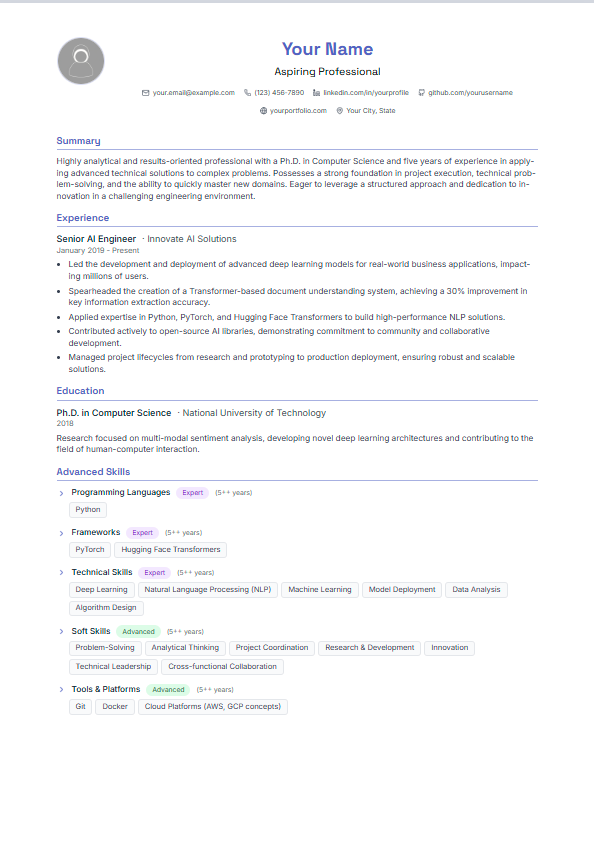 Your Name
Aspiring Professional
your.email@example.com (123) 456-7890 linkedin.com/in/yourprofile github.com/yourusername
yourportfolio.com Your City, State
Summary
Highly analytical and results-oriented professional with a Ph.D. in Computer Science and five years of experience in apply-
ing advanced technical solutions to complex problems. Possesses a strong foundation in project execution, technical prob-
lem-solving, and the ability to quickly master new domains. Eager to leverage a structured approach and dedication to in-
novation in a challenging engineering environment.
Experience
Senior AI Engineer · Innovate AI Solutions
January 2019 - Present
• Led the development and deployment of advanced deep learning models for real-world business applications, impact-
ing millions of users.
• Spearheaded the creation of a Transformer-based document understanding system, achieving a 30% improvement in
key information extraction accuracy.
• Applied expertise in Python, PyTorch, and Hugging Face Transformers to build high-performance NLP solutions.
• Contributed actively to open-source AI libraries, demonstrating commitment to community and collaborative
development.
• Managed project lifecycles from research and prototyping to production deployment, ensuring robust and scalable
solutions.
Education
Ph.D. in Computer Science · National University of Technology
2018
Research focused on multi-modal sentiment analysis, developing novel deep learning architectures and contributing to the
field of human-computer interaction.
Advanced Skills
Programming Languages Expert (5++ years)
Python
Frameworks Expert (5++ years)
PyTorch Hugging Face Transformers
Technical Skills Expert (5++ years)
Deep Learning Natural Language Processing (NLP) Machine Learning Model Deployment Data Analysis
Algorithm Design
Soft Skills Advanced (5++ years)
Problem-Solving Analytical Thinking Project Coordination Research & Development Innovation
Technical Leadership Cross-functional Collaboration
Tools & Platforms Advanced (5++ years)
Git Docker Cloud Platforms (AWS, GCP concepts)